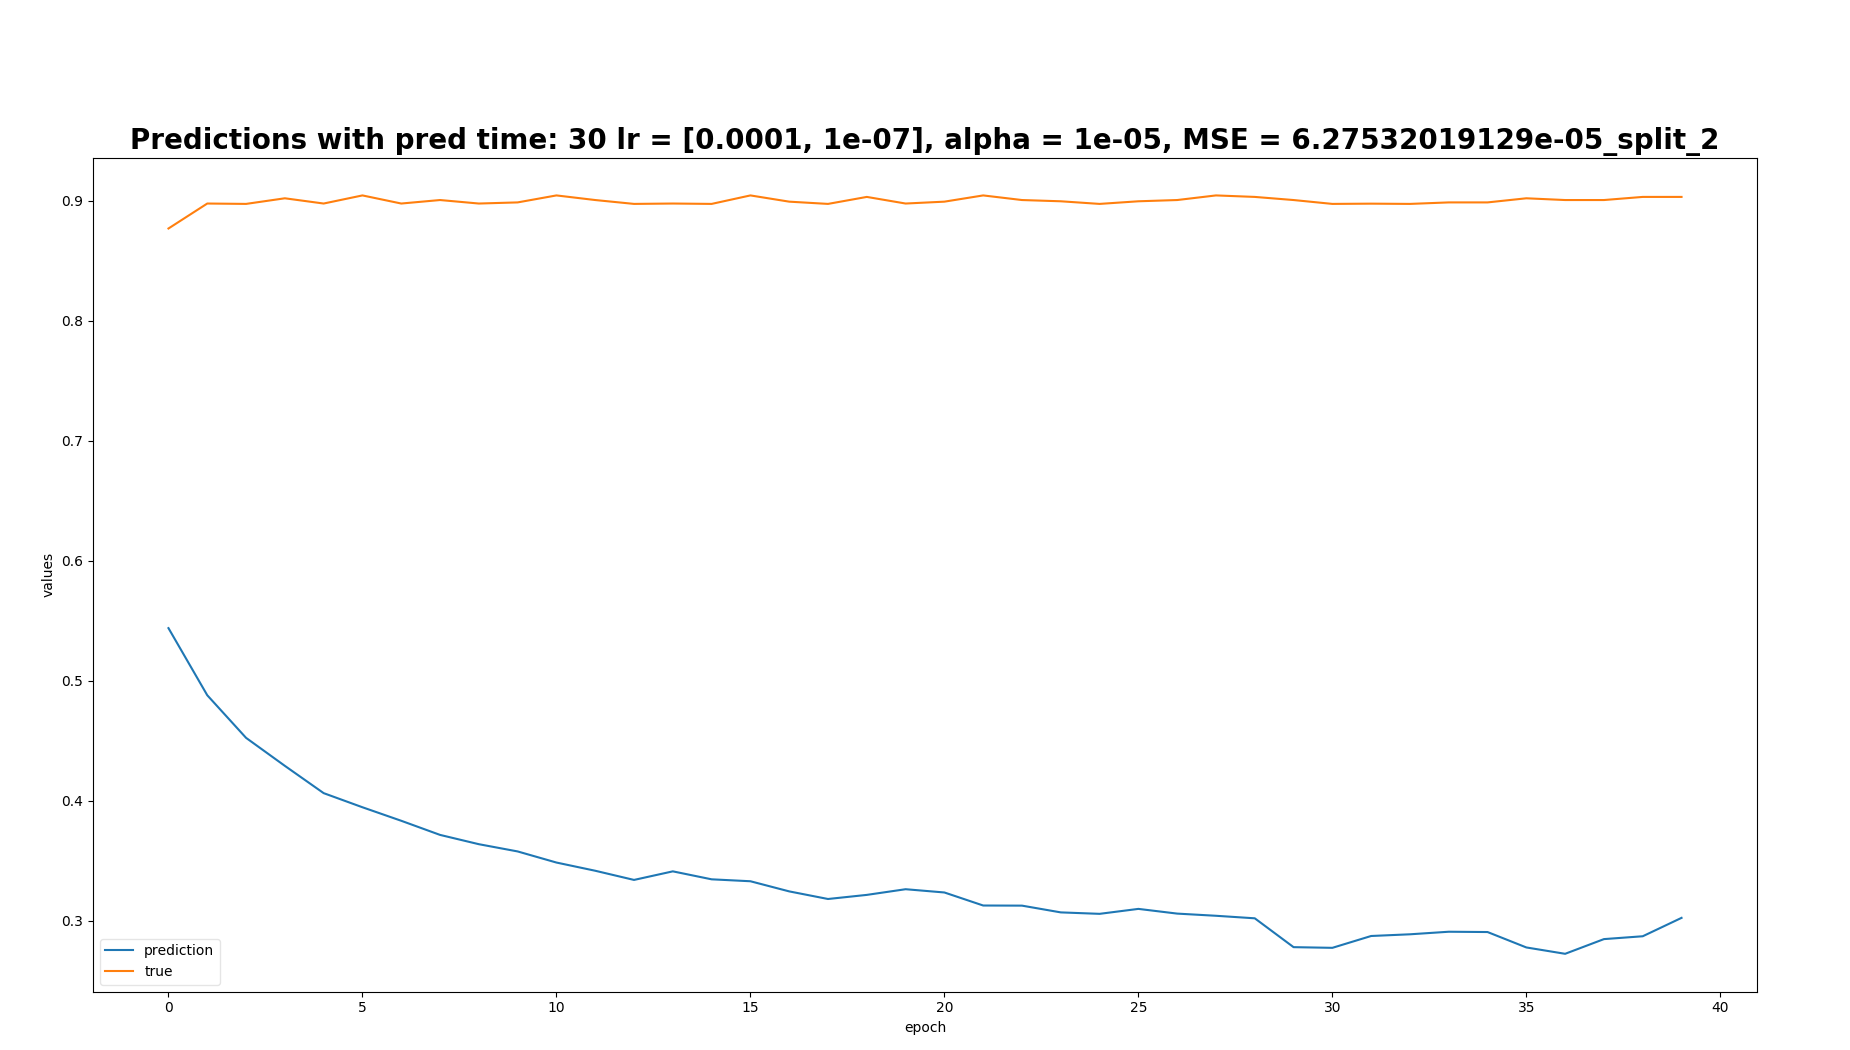 Predictions with pred time: 30 lr = [0.0001, 1e-07], alpha = 1e-05, MSE = 6.27532019129e-05_split_2
0.9
0.8
0.7
0.6
0.5
0.4
0.3
values
prediction
true
0 5 10 15 20 25 30 35 40
epoch